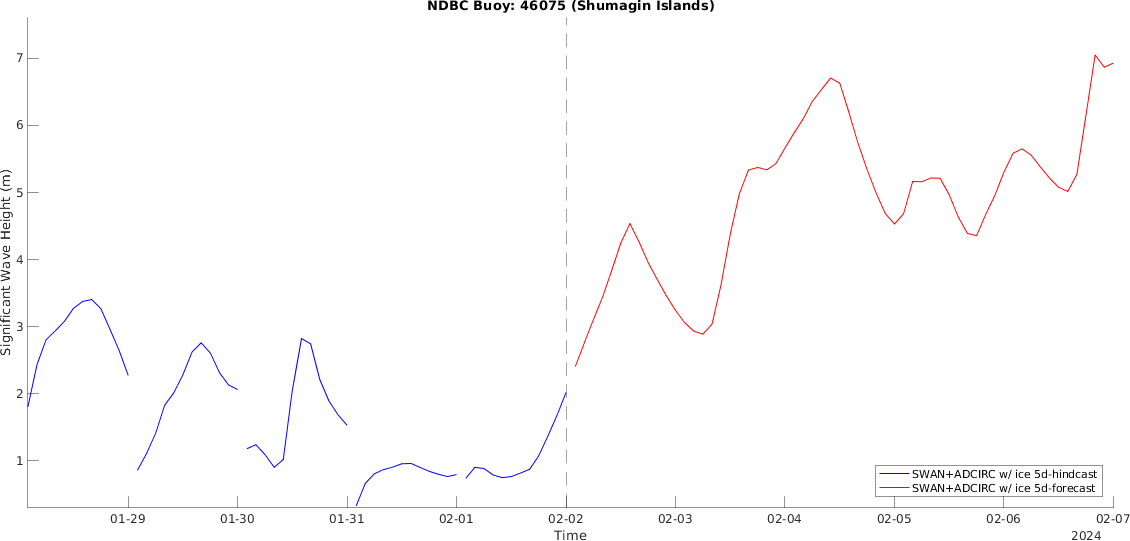 NDBC Buoy: 46075 (Shumagin Islands)
Significant Wave Height (m)
7
6
5
4
3
2
1
SWAN+ADCIRC w/ ice 5d-hindcast
SWAN+ADCIRC w/ ice 5d-forecast
01-29 01-30 01-31 02-01 02-02 02-03 02-04 02-05 02-06 02-07
Time 2024